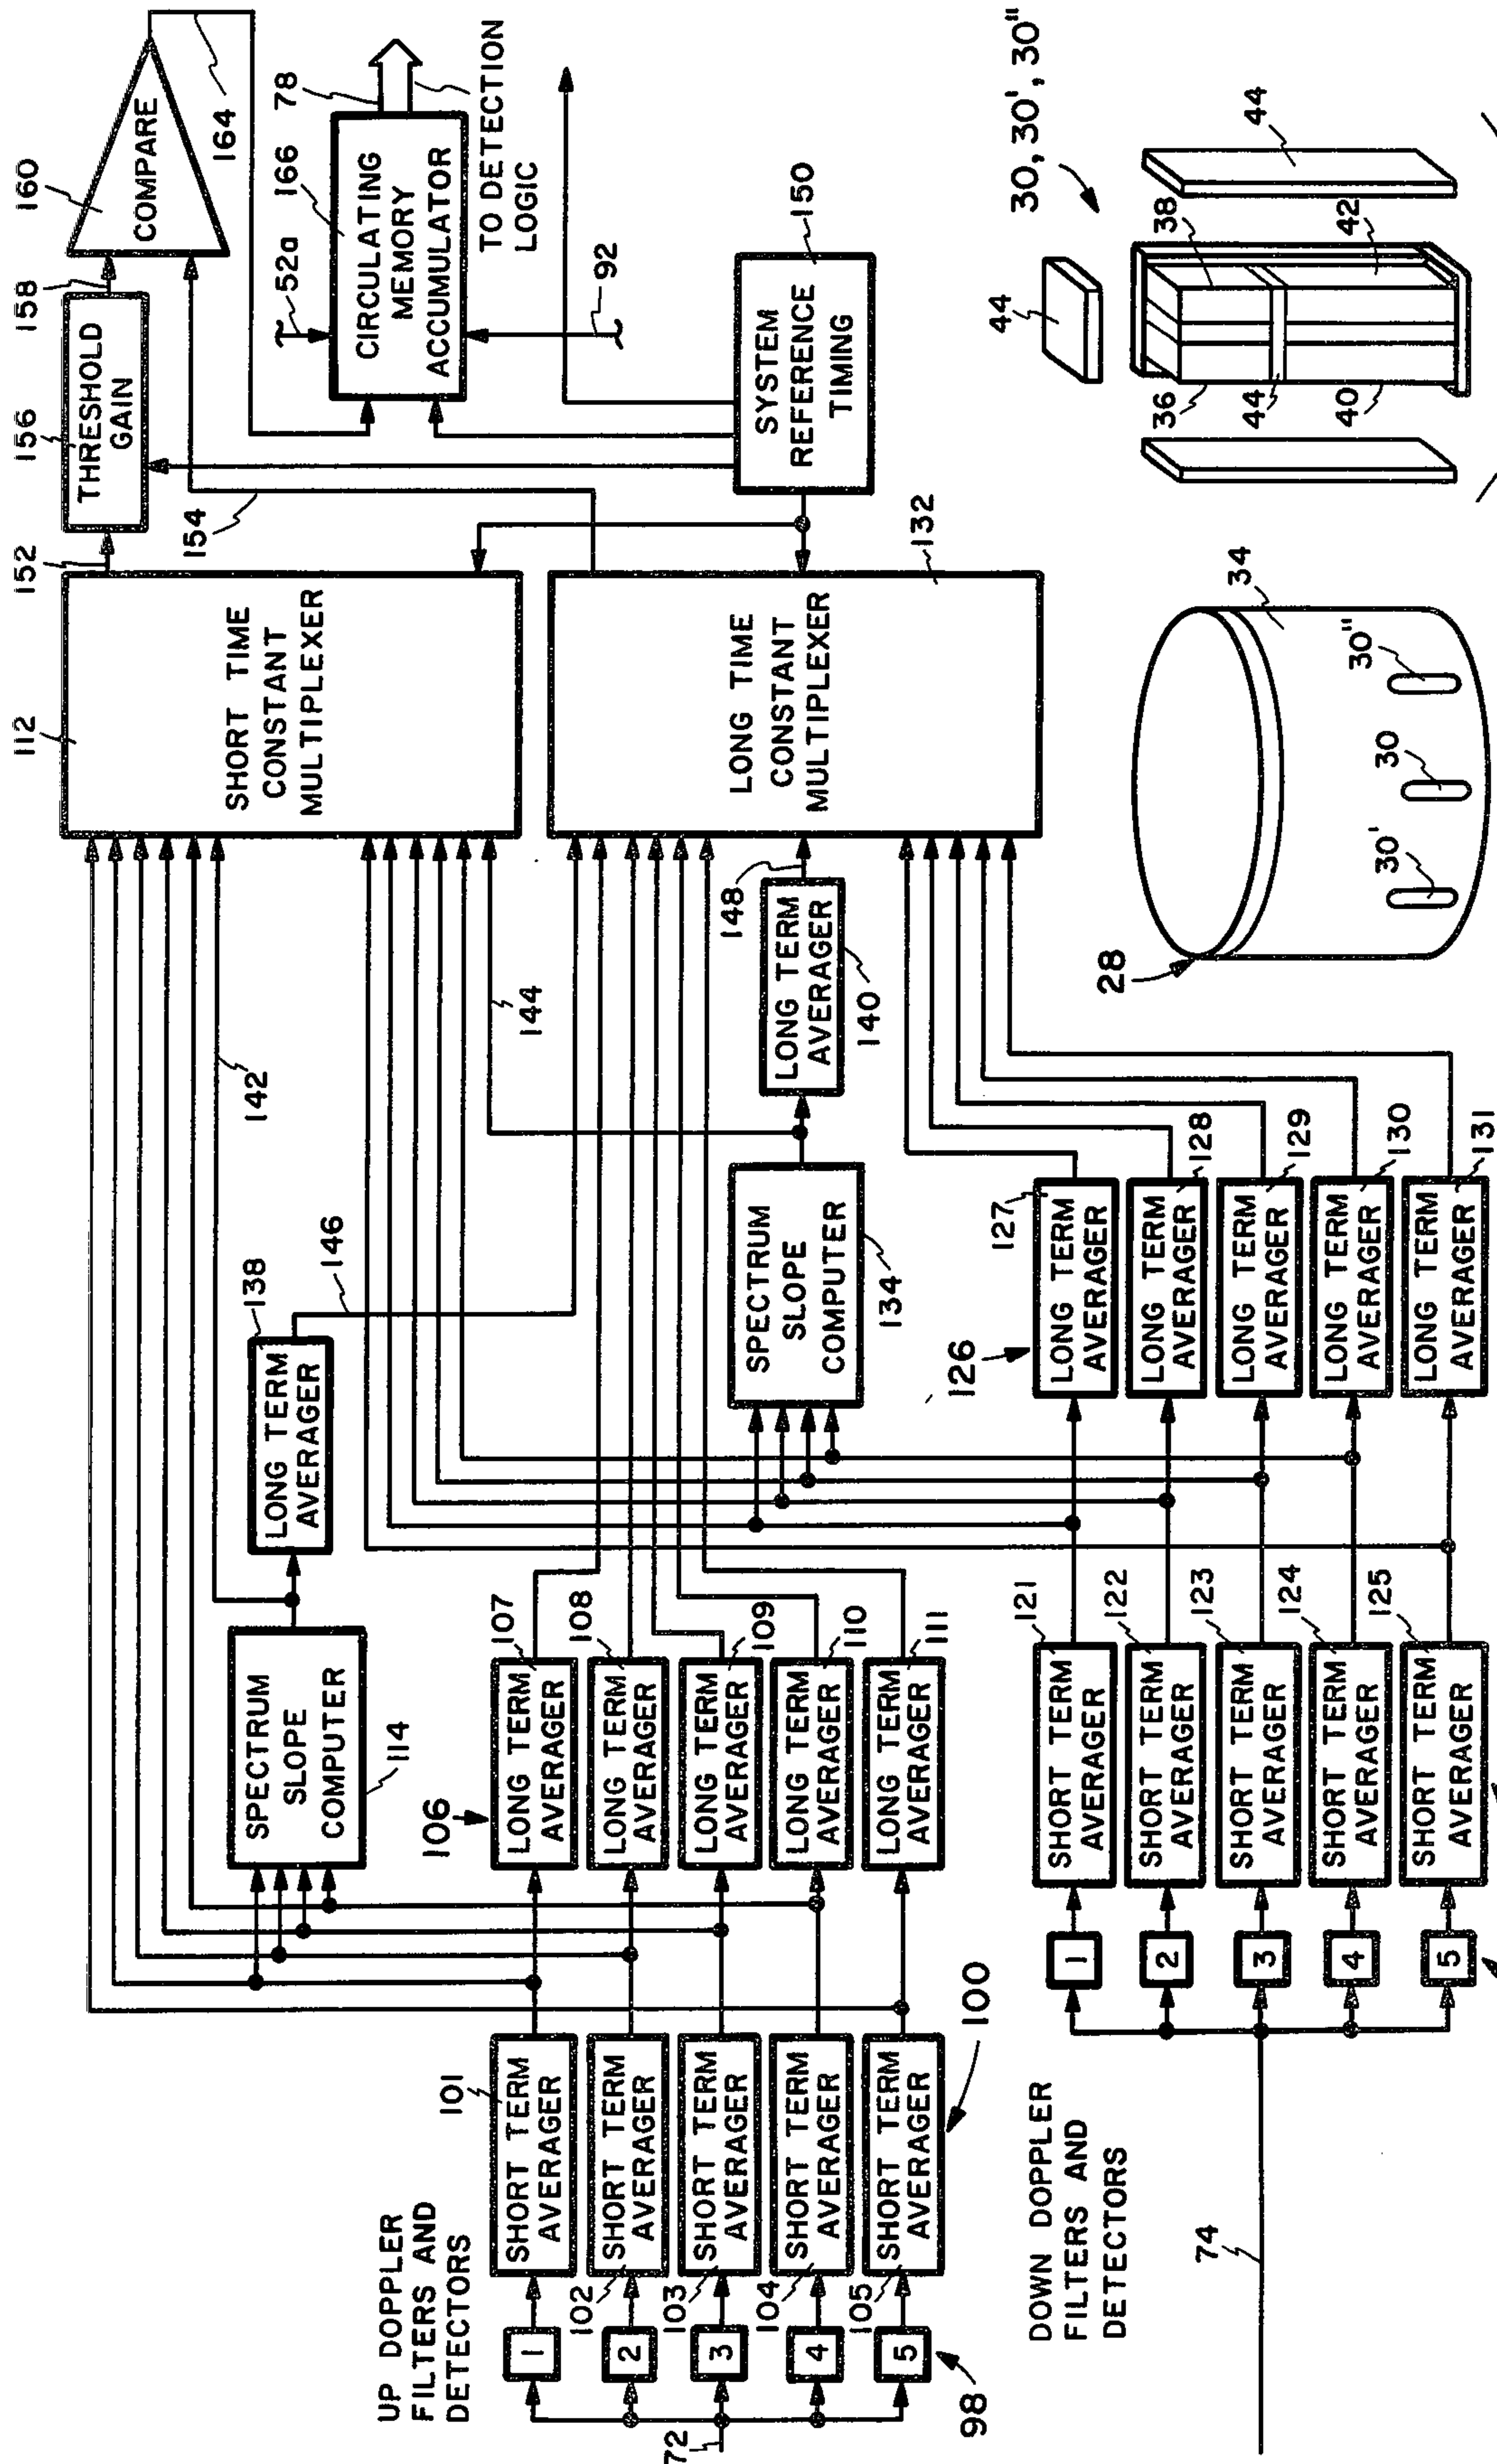 UP DOPPLER
FILTERS AND
DETECTORS
72
1
2
3
4
5
98
101
SHORT TERM
AVERAGER
102
SHORT TERM
AVERAGER
103
SHORT TERM
AVERAGER
104
SHORT TERM
AVERAGER
105
SHORT TERM
AVERAGER
100
106
107
LONG TERM
AVERAGER
108
LONG TERM
AVERAGER
109
LONG TERM
AVERAGER
110
LONG TERM
AVERAGER
111
LONG TERM
AVERAGER
SPECTRUM
SLOPE
COMPUTER
114
138
LONG TERM
AVERAGER
146
142
144
112
SHORT TIME
CONSTANT
MULTIPLEXER
152
156
THRESHOLD
GAIN
158
160
COMPARE
164
154
LONG TIME
CONSTANT
MULTIPLEXER
132
148
LONG TERM
AVERAGER
140
SPECTRUM
SLOPE
COMPUTER
134
52a
CIRCULATING
MEMORY
ACCUMULATOR
166
78
TO DETECTION
LOGIC
92
SYSTEM
REFERENCE
TIMING
150
DOWN DOPPLER
FILTERS AND
DETECTORS
74
1
2
3
4
5
121
SHORT TERM
AVERAGER
122
SHORT TERM
AVERAGER
123
SHORT TERM
AVERAGER
124
SHORT TERM
AVERAGER
125
SHORT TERM
AVERAGER
126
127
LONG TERM
AVERAGER
128
LONG TERM
AVERAGER
129
LONG TERM
AVERAGER
130
LONG TERM
AVERAGER
131
LONG TERM
AVERAGER
28
34
30'
30
30"
30, 30', 30"
44
44
38
36
44
40
42